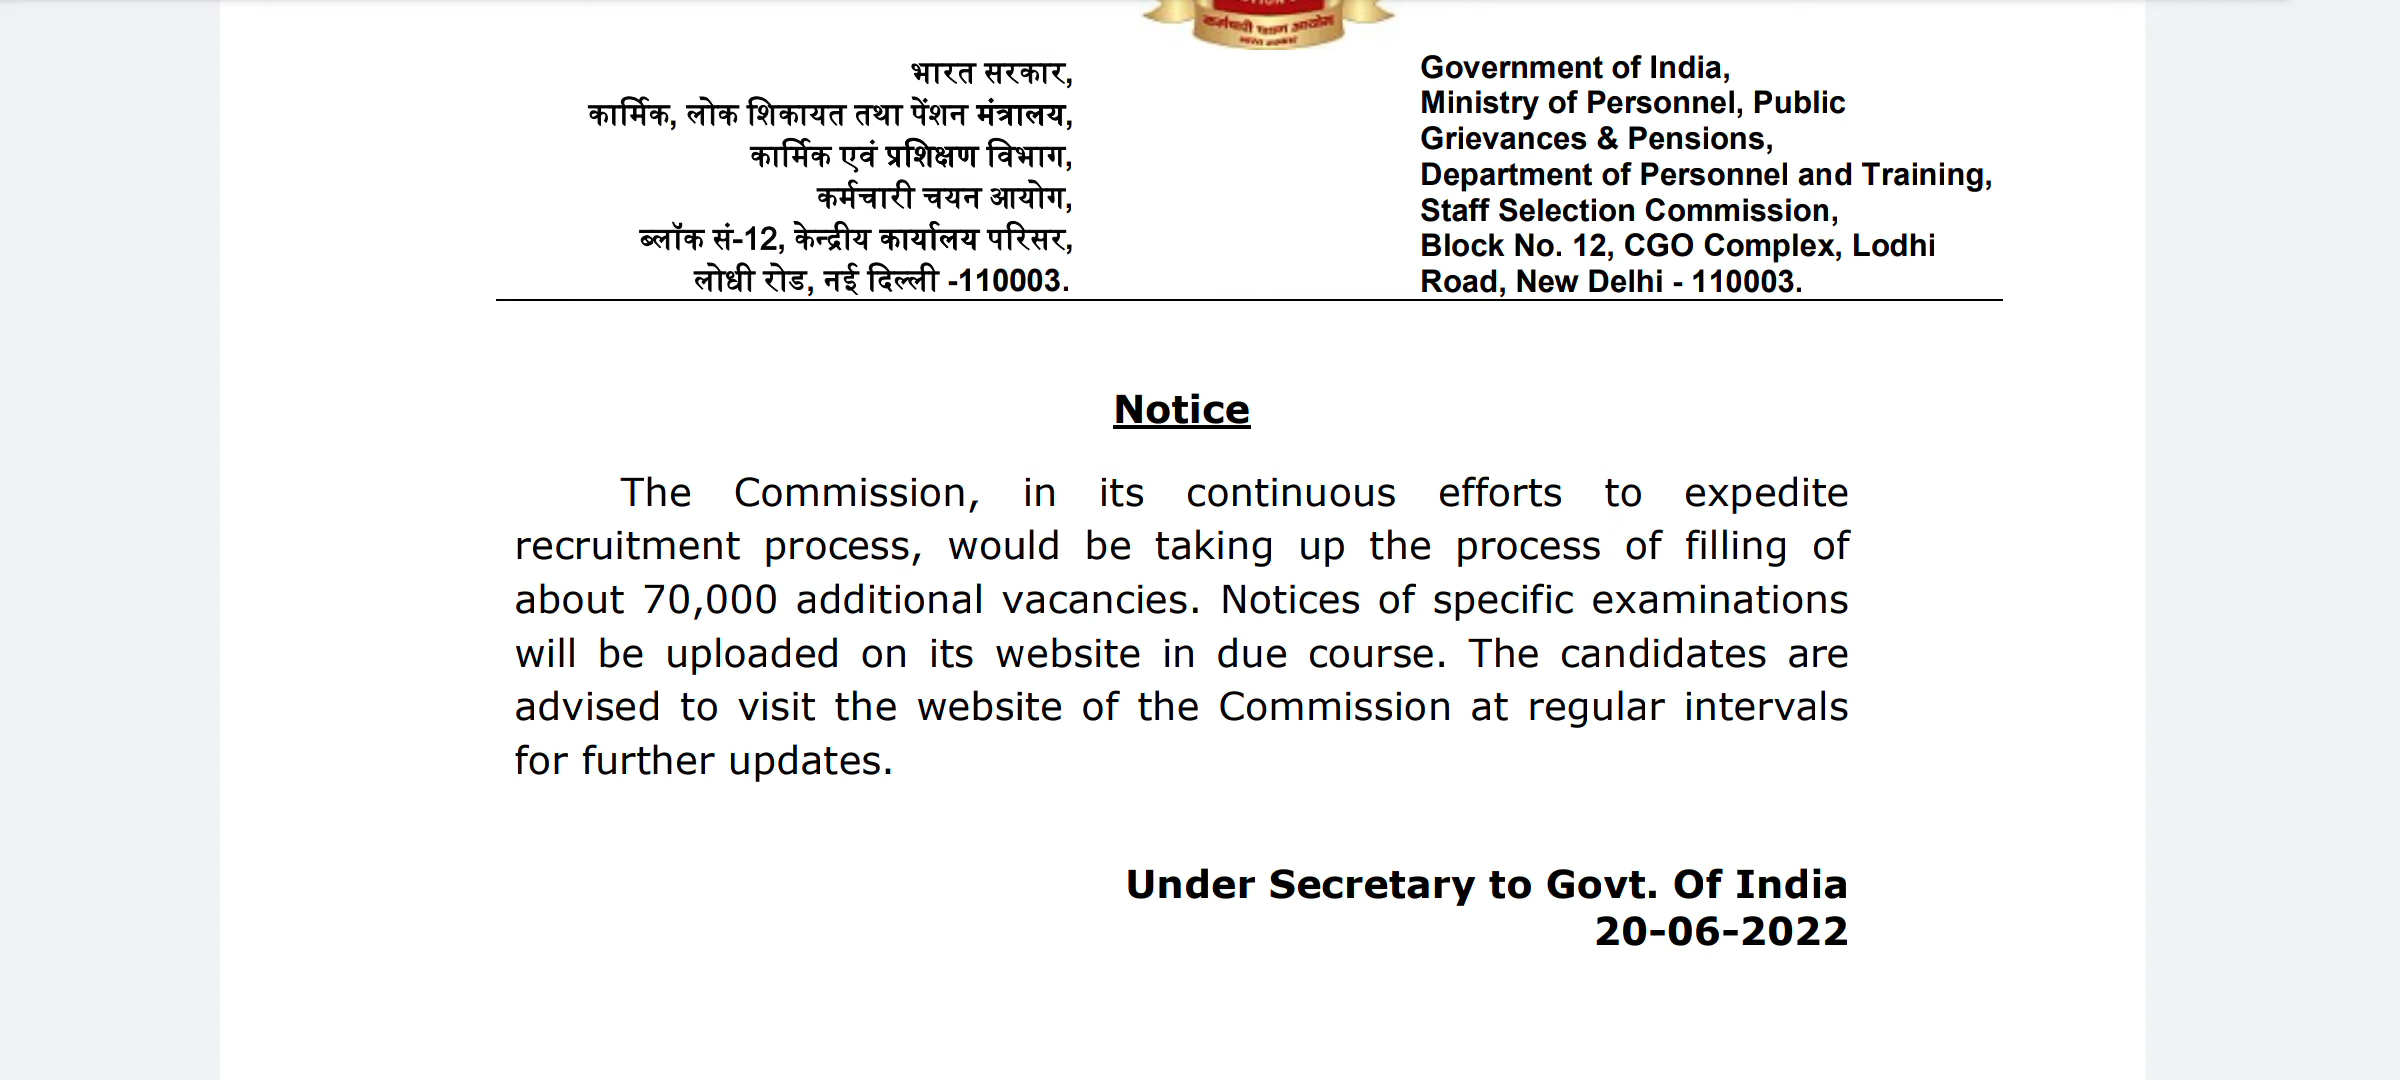 कर्मचारी चयन आयोग
भारत सरकार,
कार्मिक, लोक शिकायत तथा पेंशन मंत्रालय,
कार्मिक एवं प्रशिक्षण विभाग,
कर्मचारी चयन आयोग,
ब्लॉक सं-12, केन्द्रीय कार्यालय परिसर,
लोधी रोड, नई दिल्ली -110003.
Government of India,
Ministry of Personnel, Public
Grievances & Pensions,
Department of Personnel and Training,
Staff Selection Commission,
Block No. 12, CGO Complex, Lodhi
Road, New Delhi - 110003.
Notice
The Commission, in its continuous efforts to expedite
recruitment process, would be taking up the process of filling of
about 70,000 additional vacancies. Notices of specific examinations
will be uploaded on its website in due course. The candidates are
advised to visit the website of the Commission at regular intervals
for further updates.
Under Secretary to Govt. Of India
20-06-2022